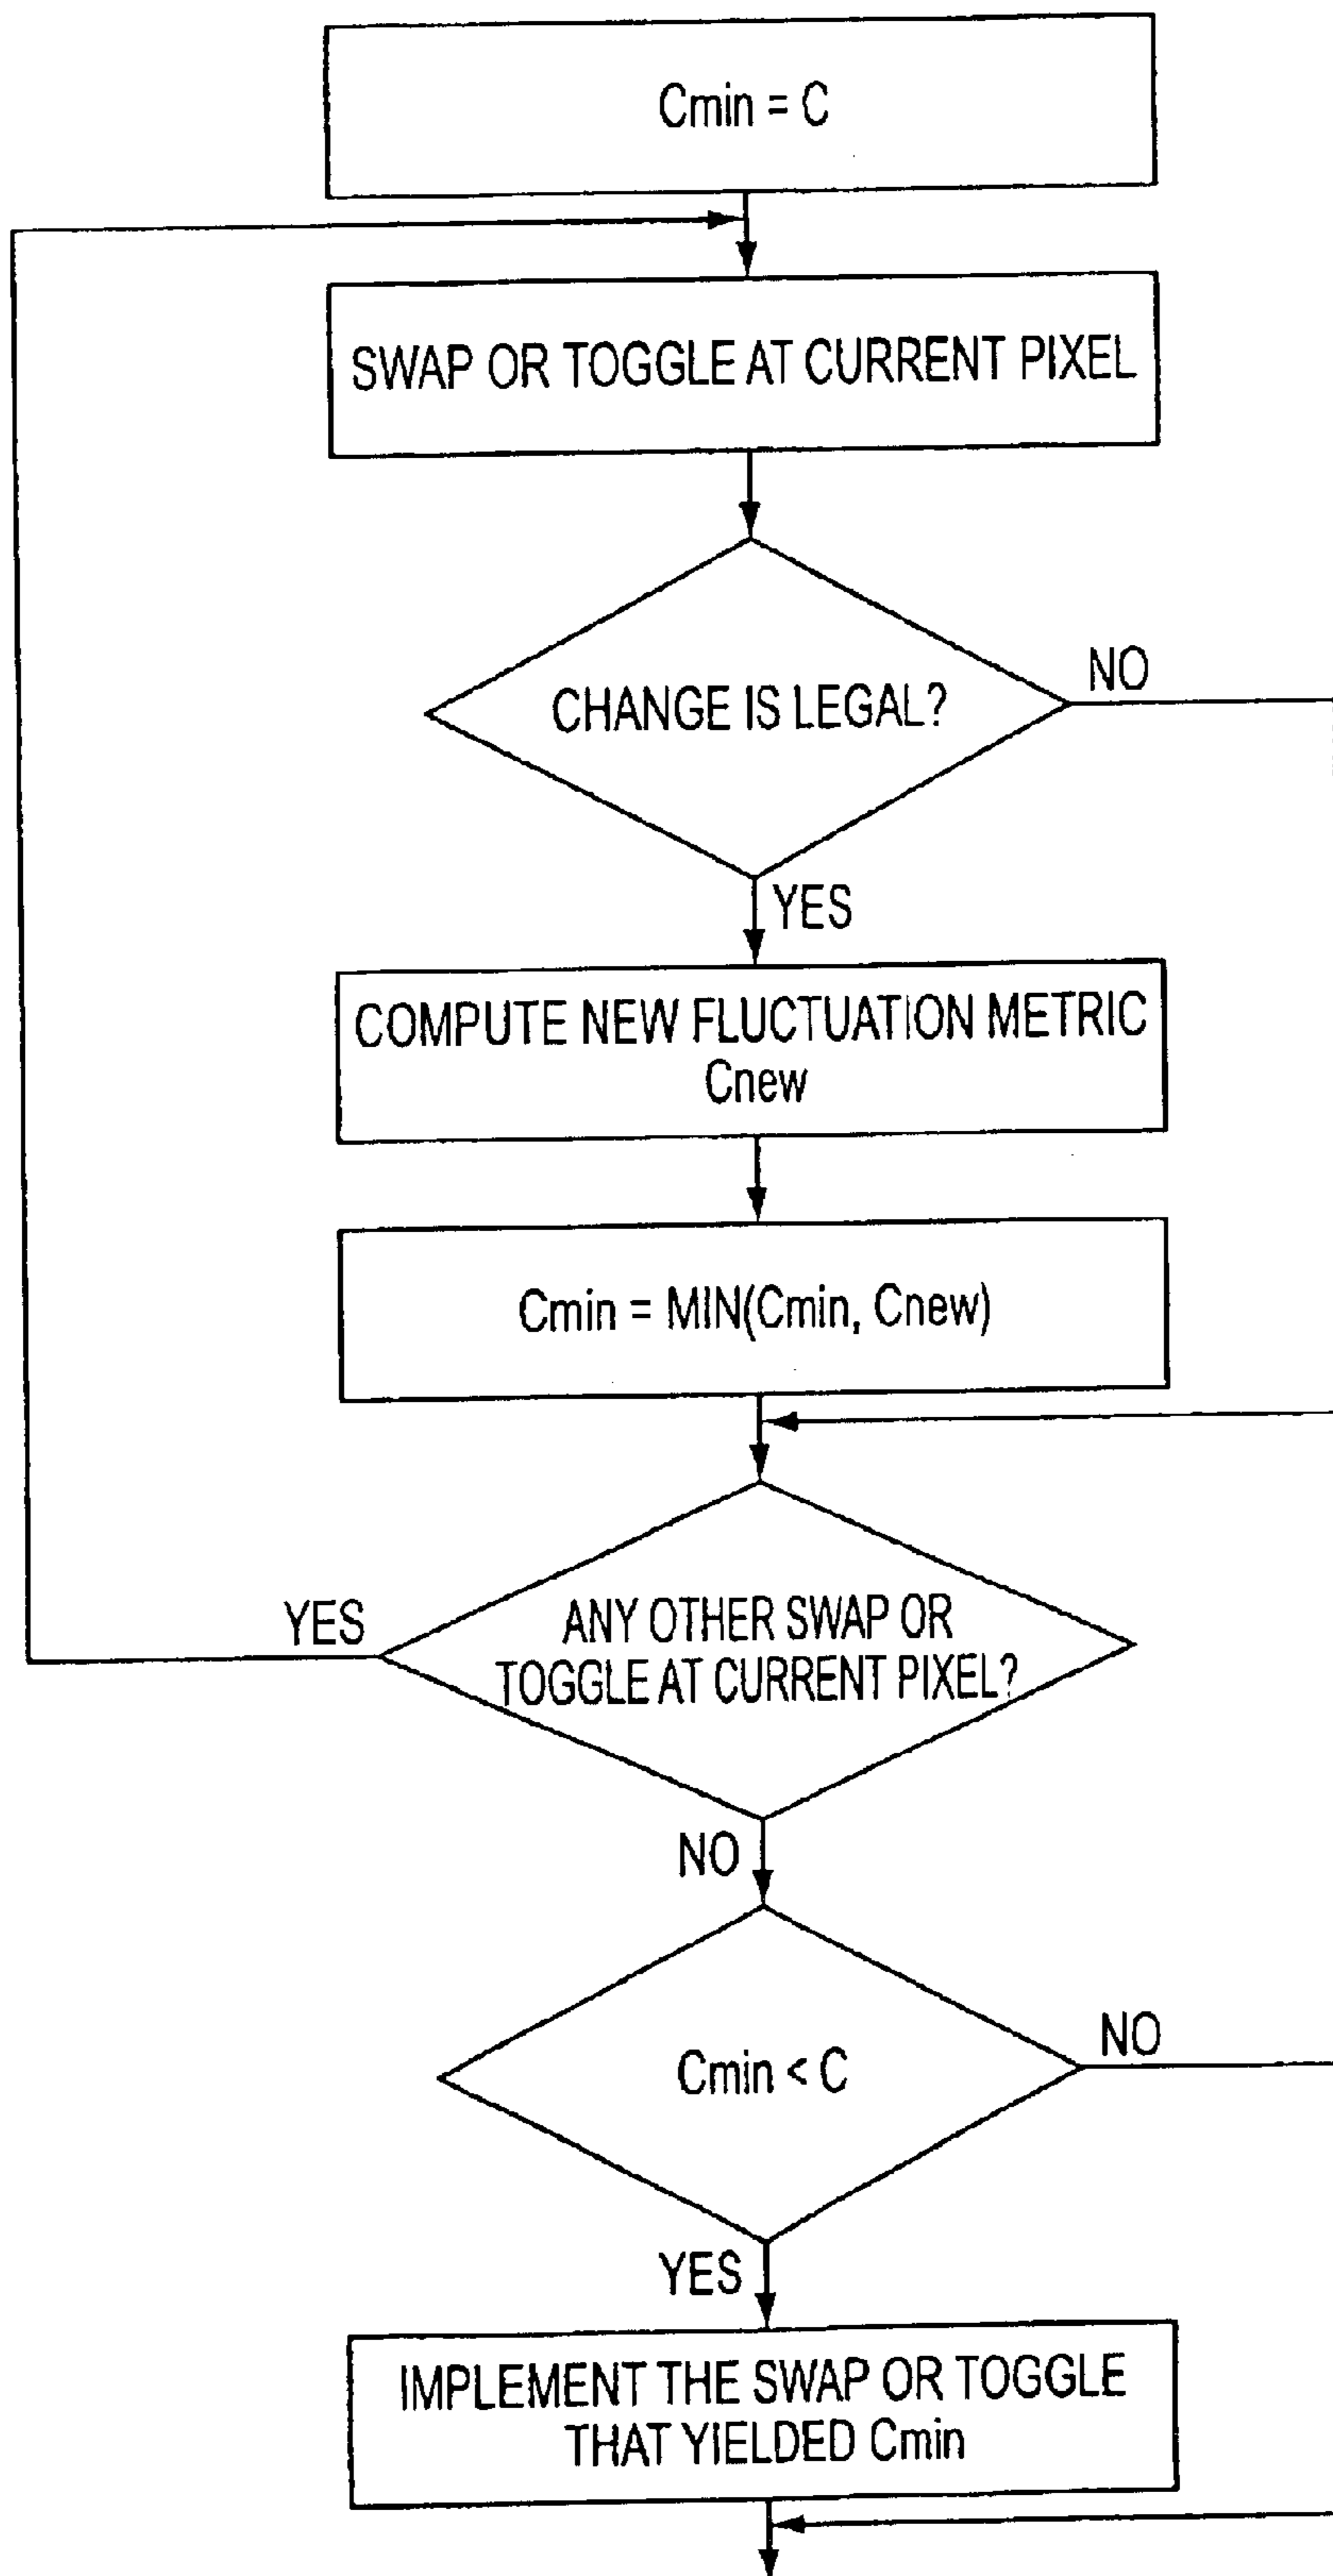 Cmin = C
SWAP OR TOGGLE AT CURRENT PIXEL
CHANGE IS LEGAL?
NO
YES
COMPUTE NEW FLUCTUATION METRIC
Cnew
Cmin = MIN(Cmin, Cnew)
YES
ANY OTHER SWAP OR
TOGGLE AT CURRENT PIXEL?
NO
Cmin < C
NO
YES
IMPLEMENT THE SWAP OR TOGGLE
THAT YIELDED Cmin